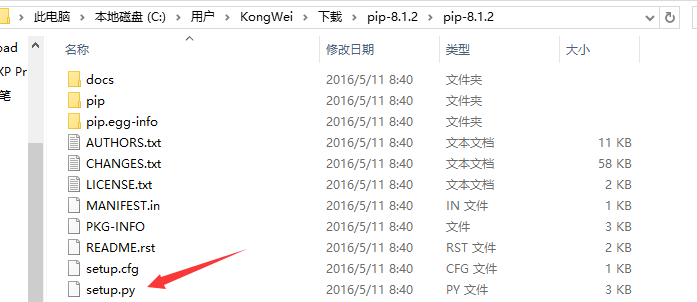 此电脑 › 本地磁盘 (C:) › 用户 › KongWei › 下载 › pip-8.1.2 › pip-8.1.2
名称 修改日期 类型 大小
docs 2016/5/11 8:40 文件夹
pip 2016/5/11 8:40 文件夹
pip.egg-info 2016/5/11 8:40 文件夹
AUTHORS.txt 2016/5/11 8:40 文本文档 11 KB
CHANGES.txt 2016/5/11 8:40 文本文档 58 KB
LICENSE.txt 2016/5/11 8:40 文本文档 2 KB
MANIFEST.in 2016/5/11 8:40 IN 文件 1 KB
PKG-INFO 2016/5/11 8:40 文件 3 KB
README.rst 2016/5/11 8:40 RST 文件 2 KB
setup.cfg 2016/5/11 8:40 CFG 文件 1 KB
setup.py 2016/5/11 8:40 PY 文件 3 KB
oad
XP Pr
笔